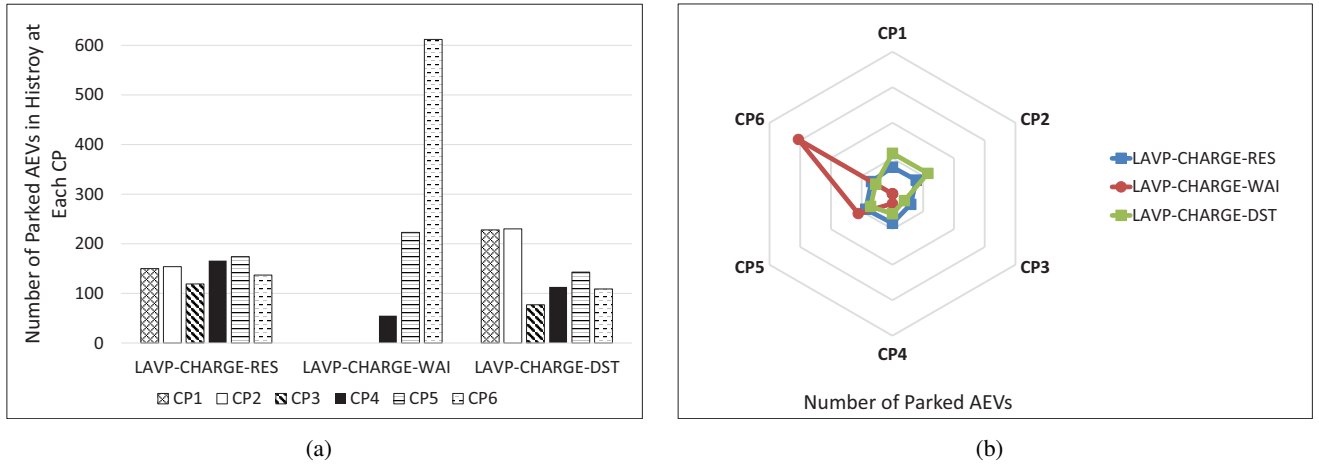 Number of Parked AEVs in Histroy at
Each CP
600
500
400
300
200
100
0
LAVP-CHARGE-RES LAVP-CHARGE-WAI LAVP-CHARGE-DST
CP1 CP2 CP3 CP4 CP5 CP6
(a)
CP1
CP2
CP3
CP4
CP5
CP6
LAVP-CHARGE-RES
LAVP-CHARGE-WAI
LAVP-CHARGE-DST
Number of Parked AEVs
(b)